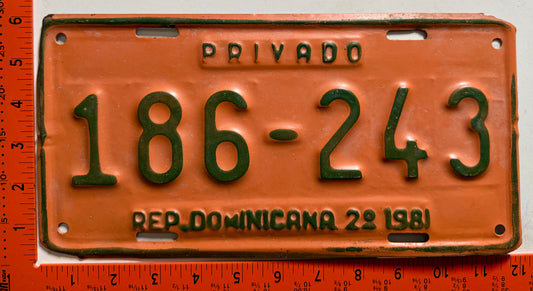 PRIVADO
186-243
REP.DOMINICANA 2º 1981